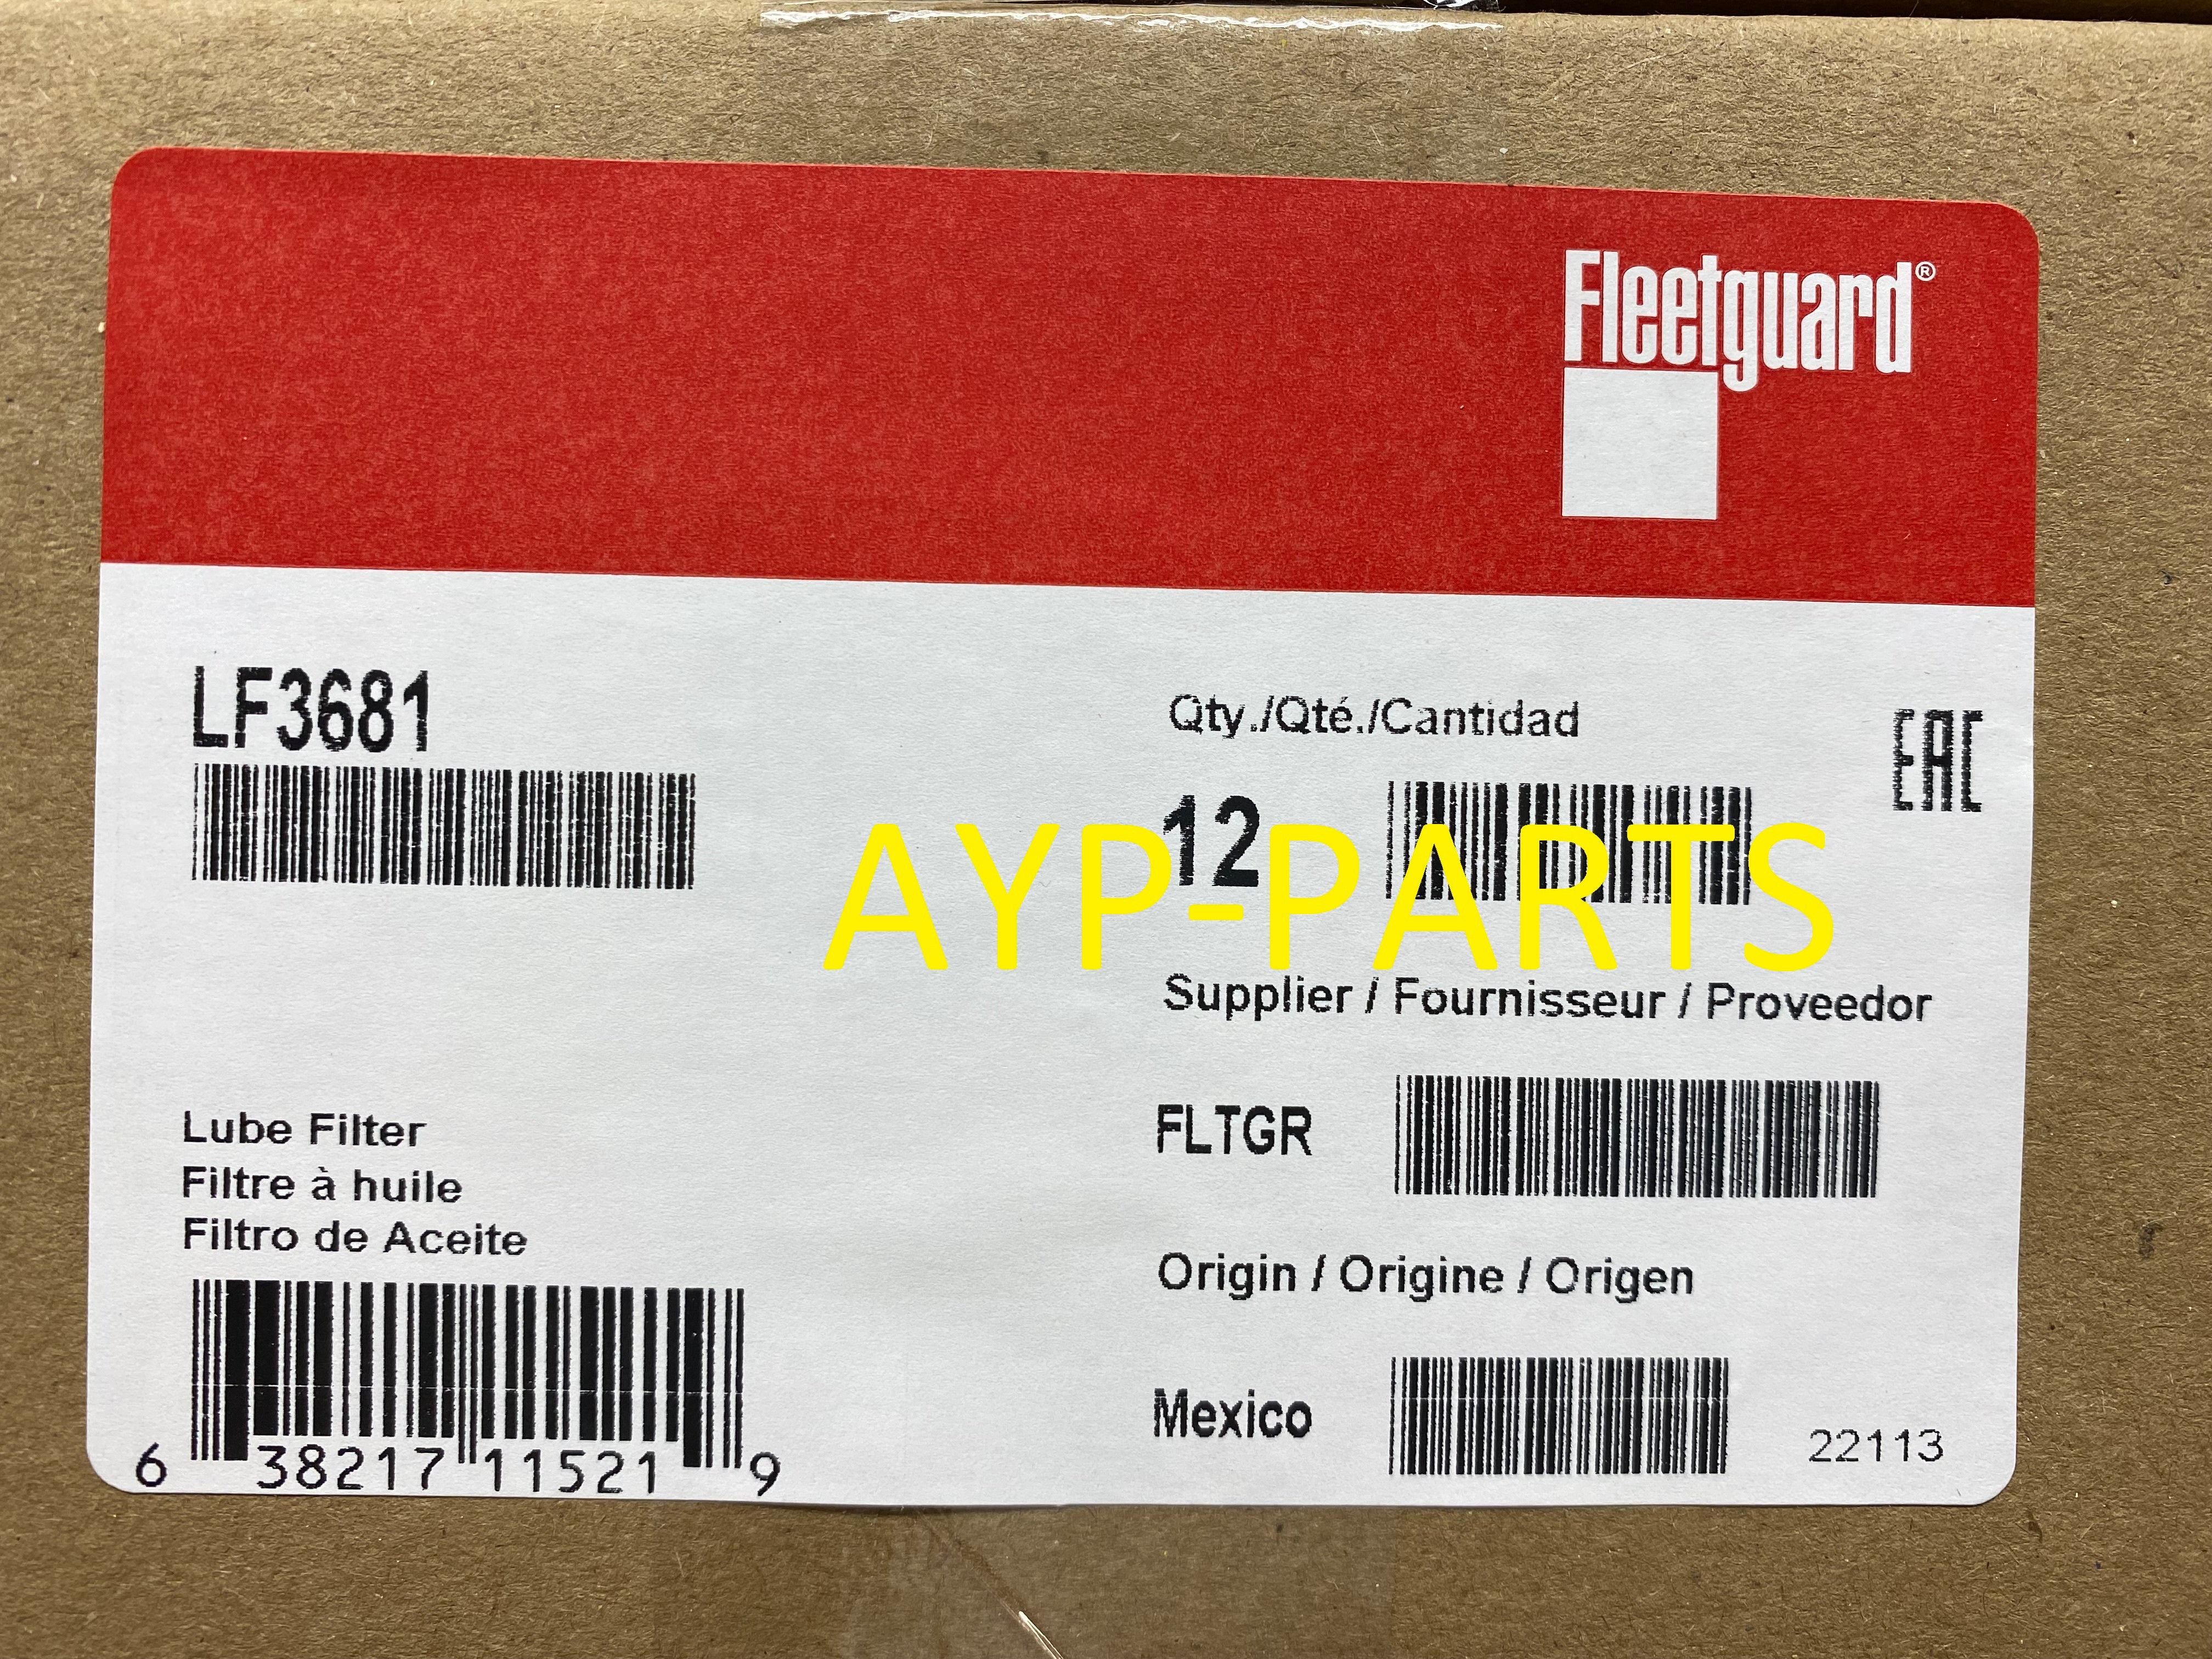 Fleetguard®
LF3681
Qty./Qté./Cantidad
EAC
12
AYP-PARTS
Supplier / Fournisseur / Proveedor
FLTGR
Lube Filter
Filtre à huile
Filtro de Aceite
Origin / Origine / Origen
Mexico
22113
6 38217 11521 9